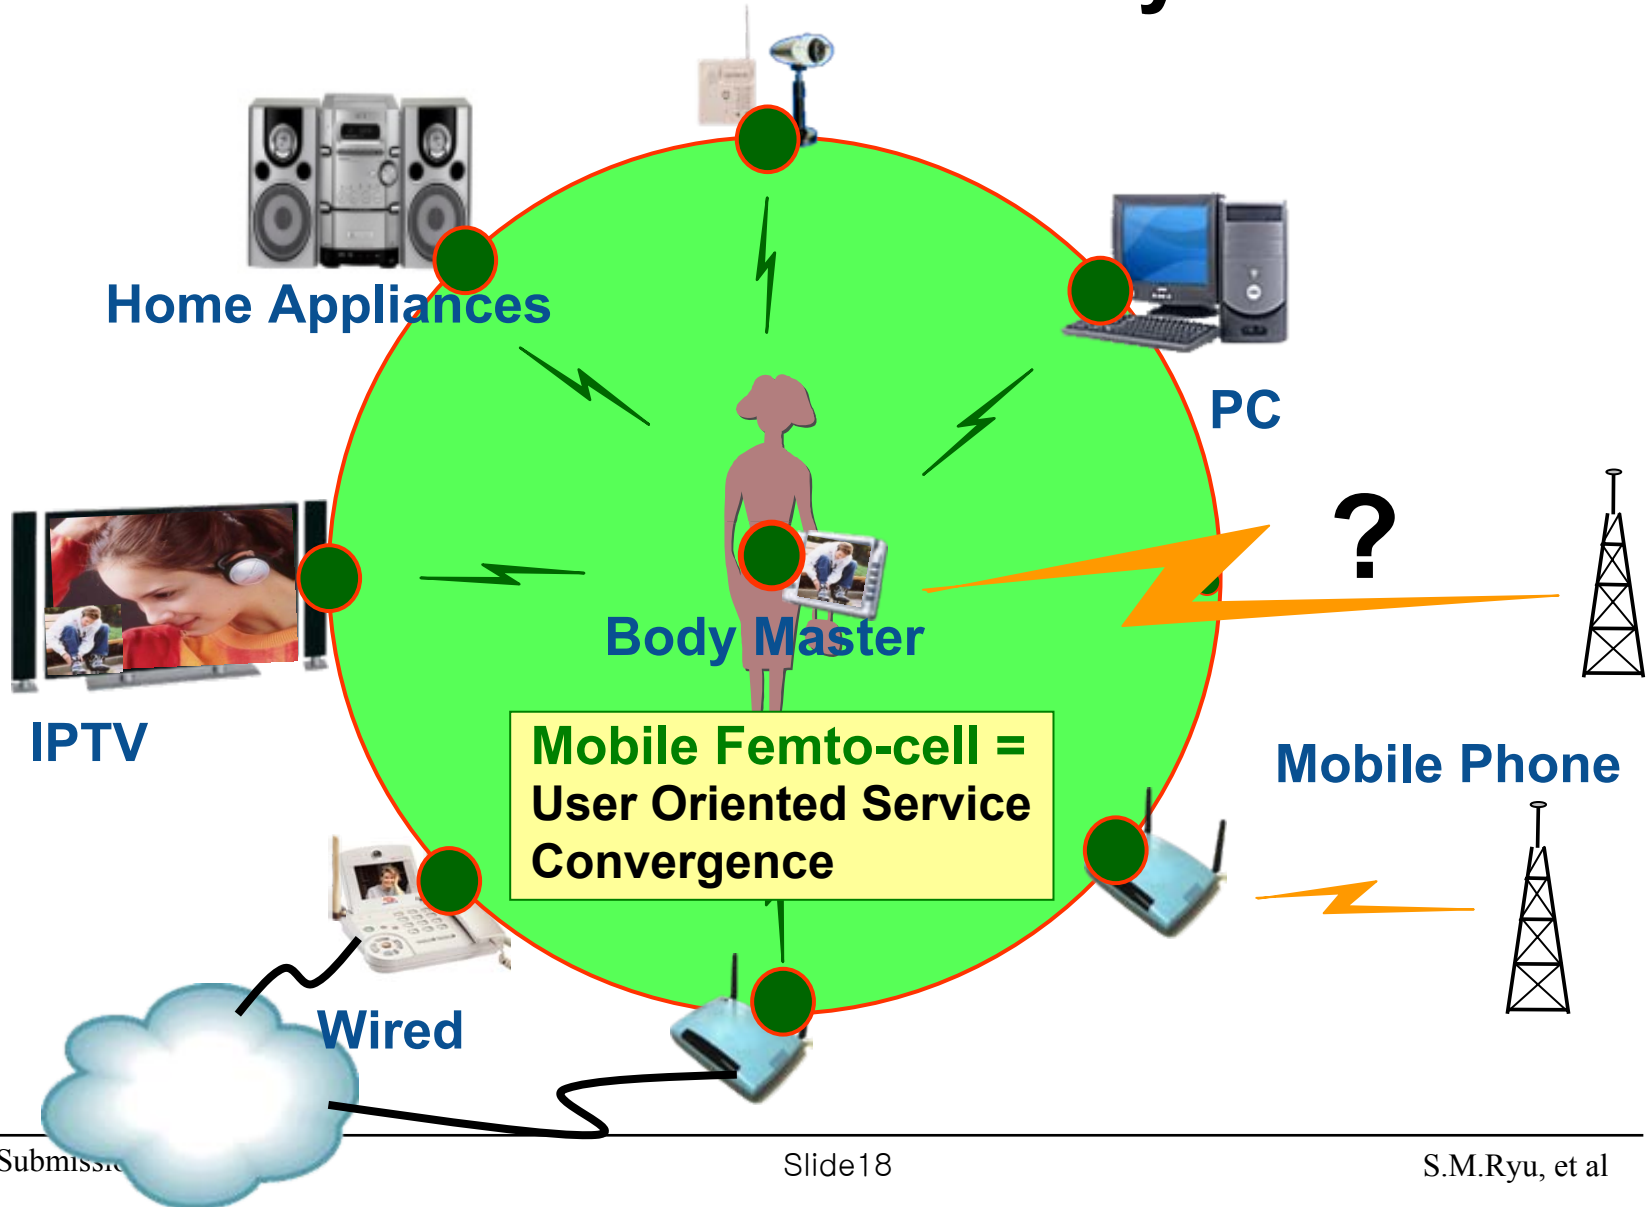 Home Appliances
PC
?
Body Master
IPTV
Mobile Femto-cell =
User Oriented Service
Convergence
Mobile Phone
Wired
Slide18
S.M.Ryu, et al